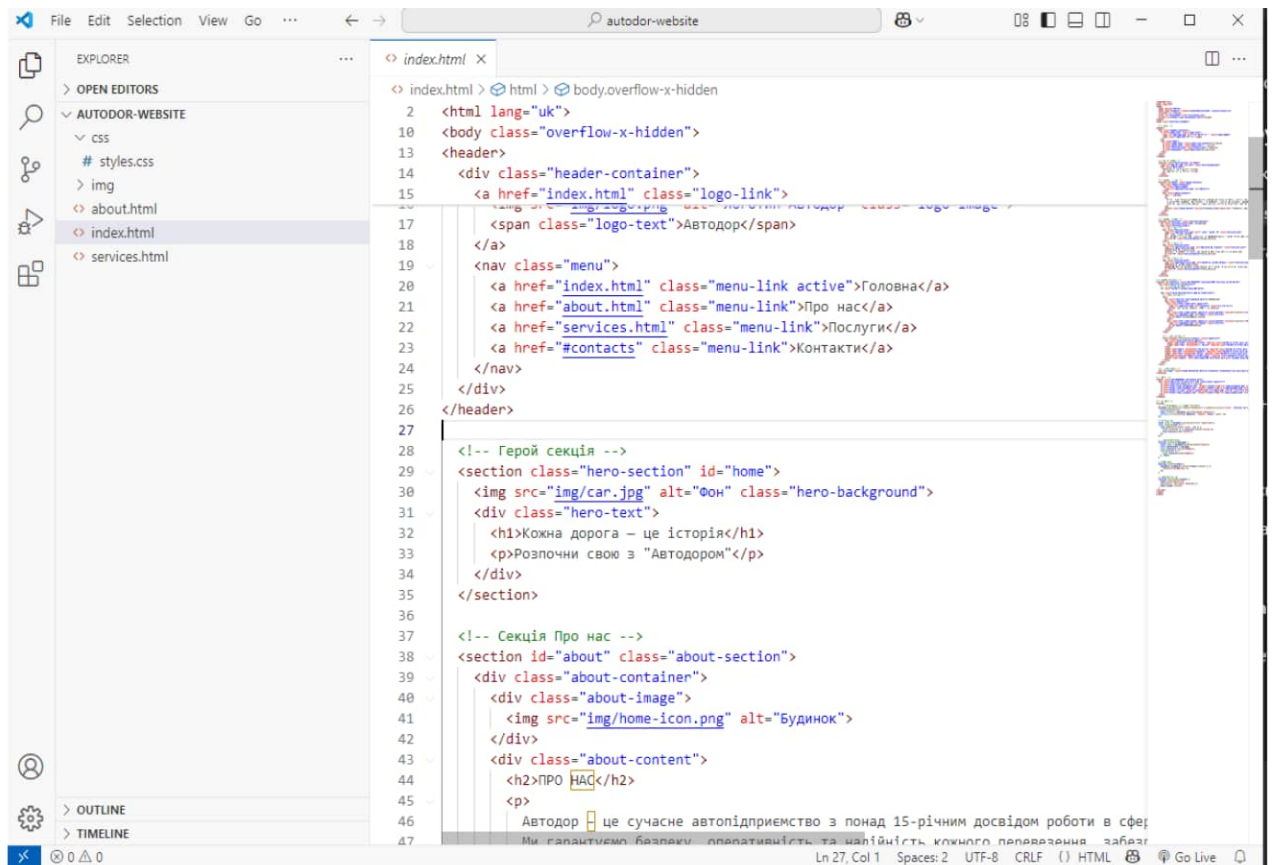 File Edit Selection View Go ··· autodor-website
EXPLORER ···
OPEN EDITORS
AUTODOR-WEBSITE
css
# styles.css
img
<> about.html
<> index.html
<> services.html
OUTLINE
TIMELINE
<> index.html ×
<> index.html > html > body.overflow-x-hidden
2 <html lang="uk">
10 <body class="overflow-x-hidden">
13 <header>
14 <div class="header-container">
15 <a href="index.html" class="logo-link">
17 <span class="logo-text">Автодор</span>
18 </a>
19 <nav class="menu">
20 <a href="index.html" class="menu-link active">Головна</a>
21 <a href="about.html" class="menu-link">Про нас</a>
22 <a href="services.html" class="menu-link">Послуги</a>
23 <a href="#contacts" class="menu-link">Контакти</a>
24 </nav>
25 </div>
26 </header>
27
28 <!-- Герой секція -->
29 <section class="hero-section" id="home">
30 <img src="img/car.jpg" alt="Фон" class="hero-background">
31 <div class="hero-text">
32 <h1>Кожна дорога – це історія</h1>
33 <p>Розпочни свою з "Автодором"</p>
34 </div>
35 </section>
36
37 <!-- Секція Про нас -->
38 <section id="about" class="about-section">
39 <div class="about-container">
40 <div class="about-image">
41 <img src="img/home-icon.png" alt="Будинок">
42 </div>
43 <div class="about-content">
44 <h2>ПРО НАС</h2>
45 <p>
46 Автодор – це сучасне автопідприємство з понад 15-річним досвідом роботи в сфер
47 Ми гарантуємо безпеку, оперативність та надійність кожного перевезення, забез
0 0 Ln 27, Col 1 Spaces: 2 UTF-8 CRLF {} HTML Go Live